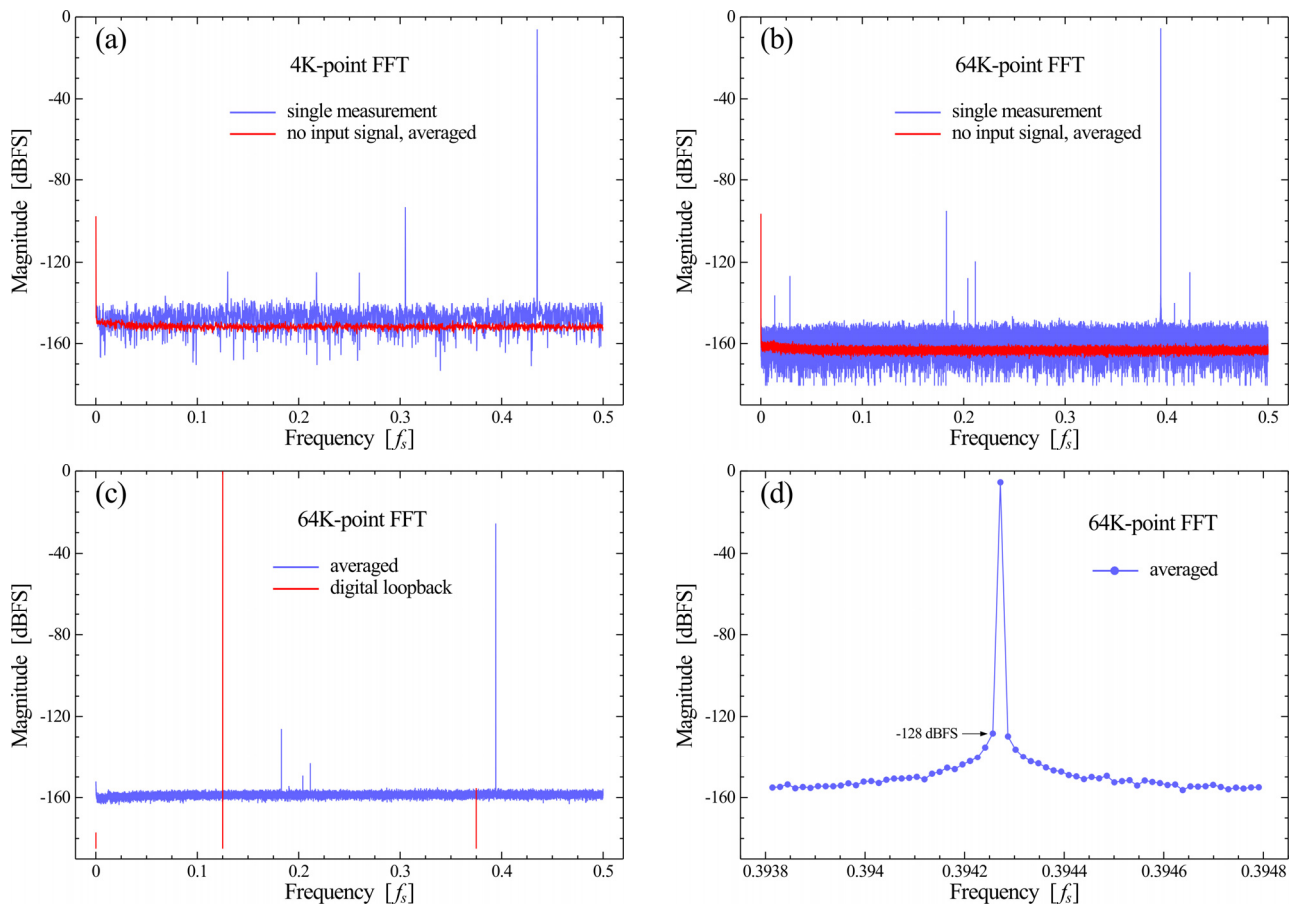 (a)
4K-point FFT
single measurement
no input signal, averaged
Magnitude [dBFS]
0
-40
-80
-120
-160
0
0.1
0.2
0.3
0.4
0.5
Frequency [fs]
(b)
64K-point FFT
single measurement
no input signal, averaged
Magnitude [dBFS]
0
-40
-80
-120
-160
0
0.1
0.2
0.3
0.4
0.5
Frequency [fs]
(c)
64K-point FFT
averaged
digital loopback
Magnitude [dBFS]
0
-40
-80
-120
-160
0
0.1
0.2
0.3
0.4
0.5
Frequency [fs]
(d)
64K-point FFT
averaged
-128 dBFS
Magnitude [dBFS]
0
-40
-80
-120
-160
0.3938
0.394
0.3942
0.3944
0.3946
0.3948
Frequency [fs]